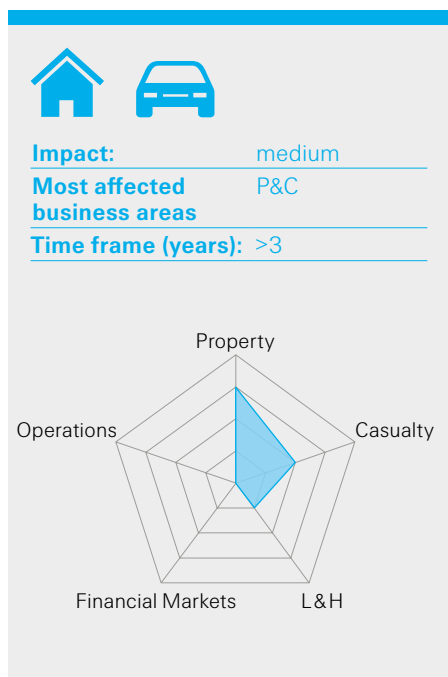 Impact: medium
Most affected P&C
business areas
Time frame (years): >3
Property
Operations Casualty
Financial Markets L&H